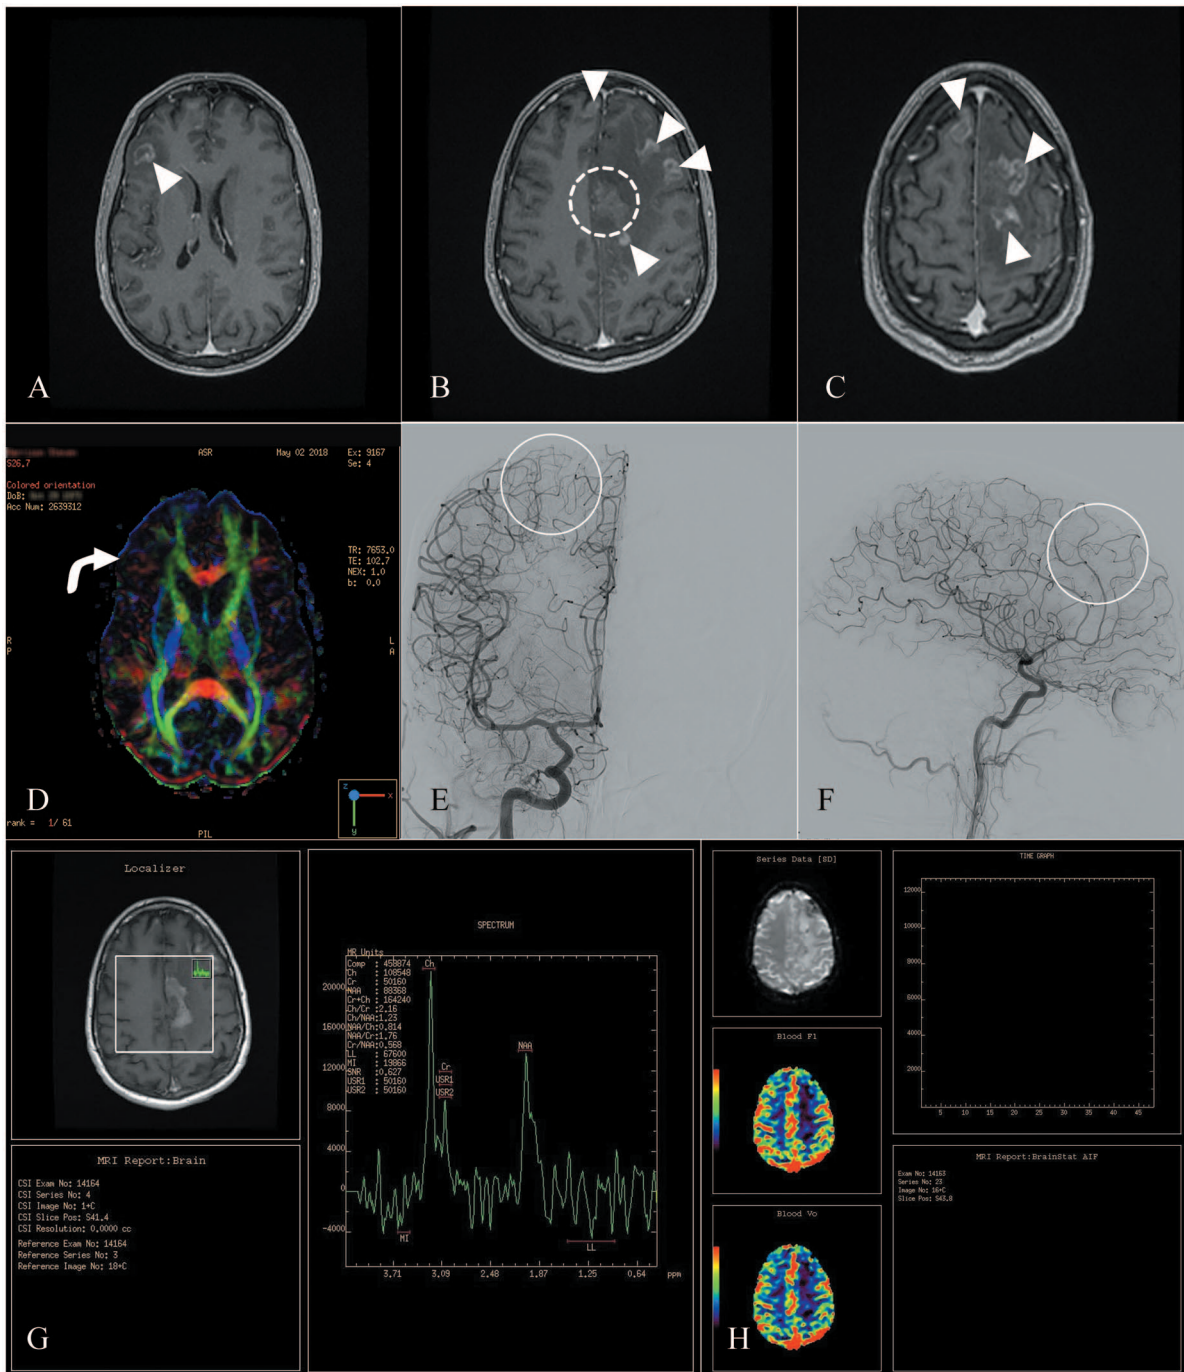 A
B
C
ASR May 02 2018 Ex: 9167
Se: 4
S26.7
Colored orientation
DoB:
Acc Num: 2639312
TR: 7653.0
TE: 102.7
NEX: 1.0
b: 0.0
R L
P A
z
x
y
D
rank = 1/ 61
PIL
E
F
Localizer
MRI Report:Brain
CSI Exam No: 14164
CSI Series No: 4
CSI Image No: 1+C
CSI Slice Pos: S41.4
CSI Resolution: 0,0000 cc
Reference Exam No: 14164
Reference Series No: 3
Reference Image No: 18+C
G
SPECTRUM
MR Units
Comp : 458874
Ch : 108548
Cr : 50160
NAA : 88368
Cr+Ch : 164240
Ch/Cr :2.16
Ch/NAA:1.23
NAA/Ch:0.814
NAA/Cr:1.76
Cr/NAA:0.568
LL : 67600
MI : 19866
SNR :0.627
USR1 : 50160
USR2 : 50160
Ch
Cr
USR1
USR2
NAA
MI
LL
20000
16000
12000
8000
4000
0
-4000
3.71 3.09 2.48 1.87 1.25 0.64 ppm
Series Data [SD]
Blood Fl
Blood Vo
H
TIME GRAPH
12000
10000
8000
6000
4000
2000
5 10 15 20 25 30 35 40 45
MRI Report:BrainStat AIF
Exam No: 14163
Series No: 23
Image No: 16+C
Slice Pos: S43.8